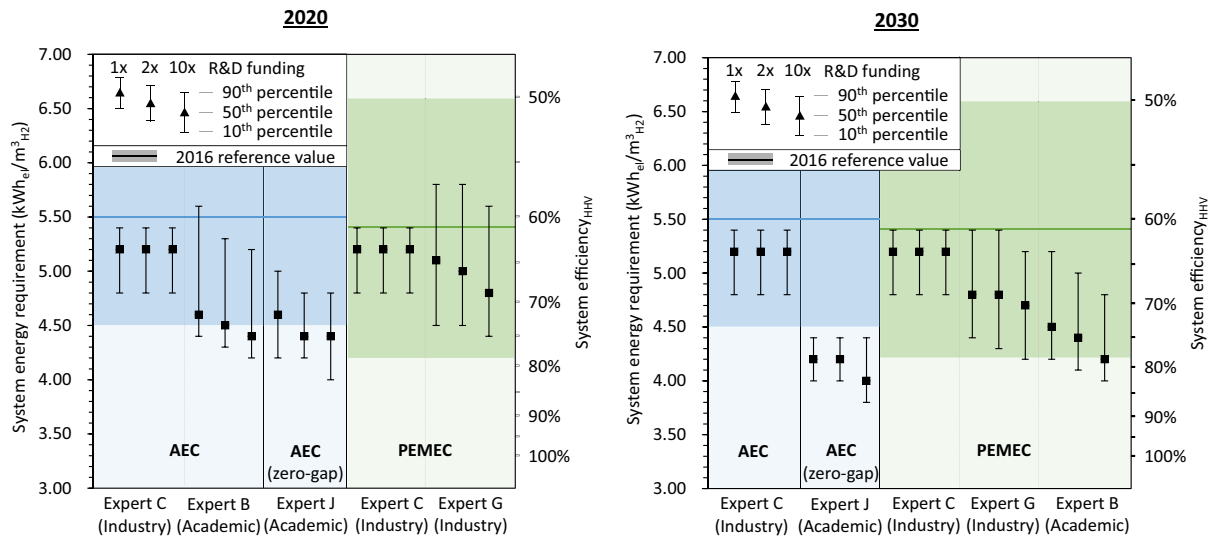 2020
System energy requirement (kWh_el/m³_H2)
7.00
6.50
6.00
5.50
5.00
4.50
4.00
3.50
3.00
1x 2x 10x R&D funding
90th percentile
50th percentile
10th percentile
2016 reference value
AEC
AEC
(zero-gap)
PEMEC
50%
60%
70%
80%
90%
100%
System efficiency_HHV
Expert C
(Industry)
Expert B
(Academic)
Expert J
(Academic)
Expert C
(Industry)
Expert G
(Industry)
2030
System energy requirement (kWh_el/m³_H2)
7.00
6.50
6.00
5.50
5.00
4.50
4.00
3.50
3.00
1x 2x 10x R&D funding
90th percentile
50th percentile
10th percentile
2016 reference value
AEC
AEC
(zero-gap)
PEMEC
50%
60%
70%
80%
90%
100%
System efficiency_HHV
Expert C
(Industry)
Expert J
(Academic)
Expert C
(Industry)
Expert G
(Industry)
Expert B
(Academic)